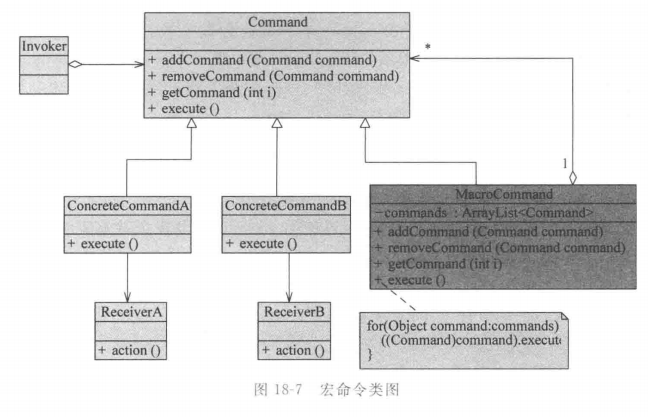 Command
Invoker
+ addCommand (Command command)
+ removeCommand (Command command)
+ getCommand (int i)
+ execute ()
*
1
ConcreteCommandA
+ execute ()
ConcreteCommandB
+ execute ()
MacroCommand
-commands : ArrayList<Command>
+ addCommand (Command command)
+ removeCommand (Command command)
+ getCommand (int i)
+ execute ()
ReceiverA
+ action ()
ReceiverB
+ action ()
for(Object command:commands)
((Command)command).execute
}
图 18-7 宏命令类图